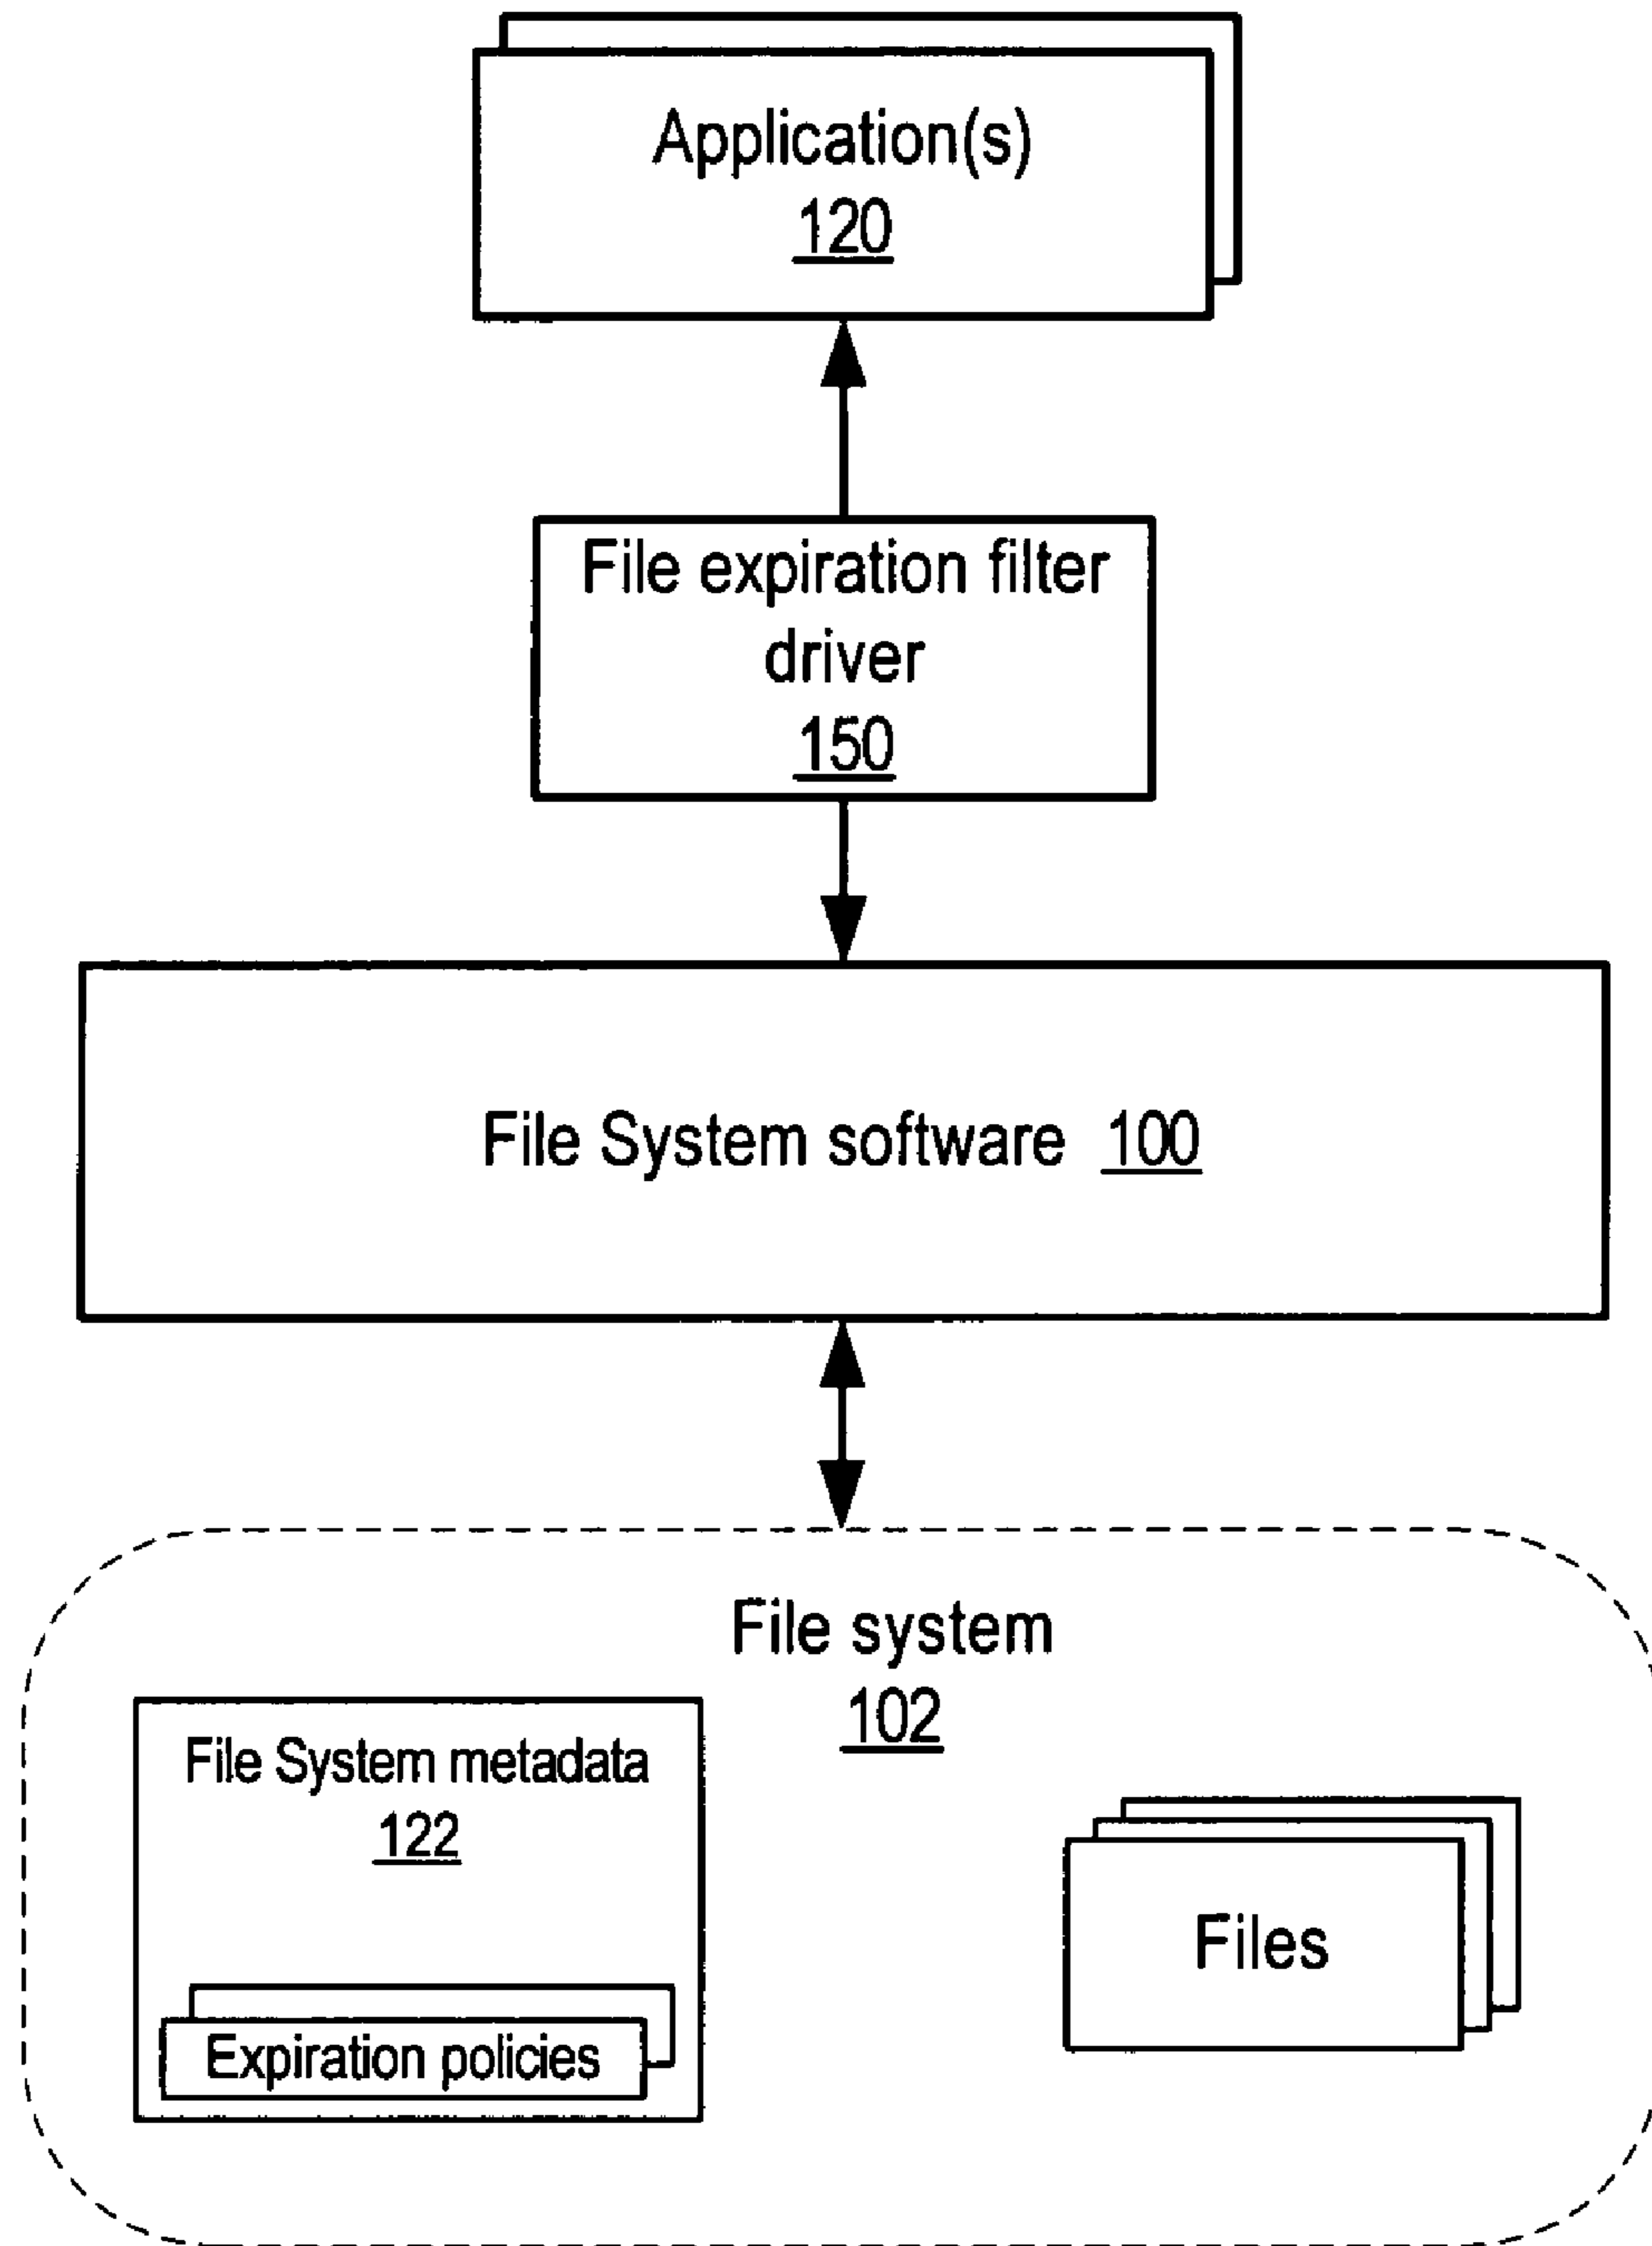 Application(s)
120
File expiration filter
driver
150
File System software 100
File system
102
File System metadata
122
Files
Expiration policies